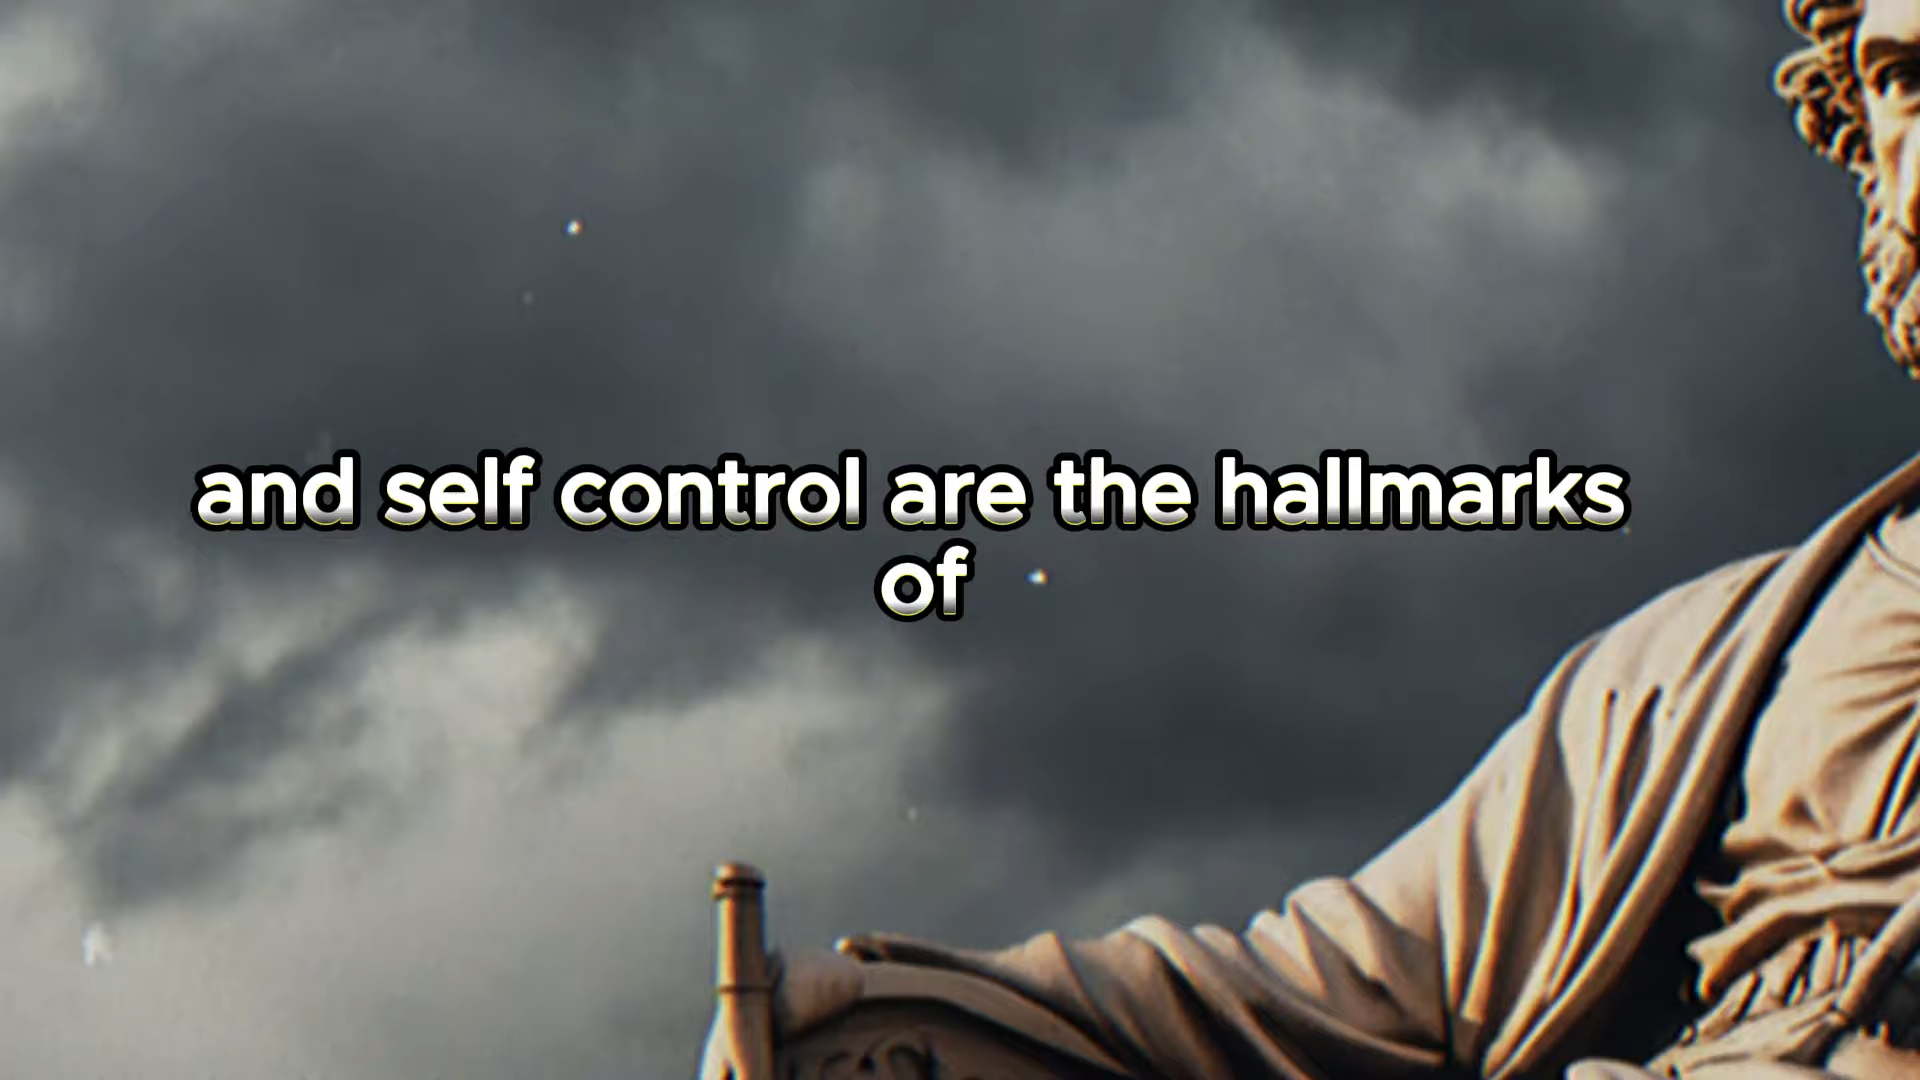 and self control are the hallmarks
of